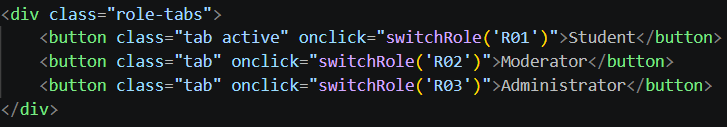 <div class="role-tabs">
    <button class="tab active" onclick="switchRole('R01')">Student</button>
    <button class="tab" onclick="switchRole('R02')">Moderator</button>
    <button class="tab" onclick="switchRole('R03')">Administrator</button>
</div>